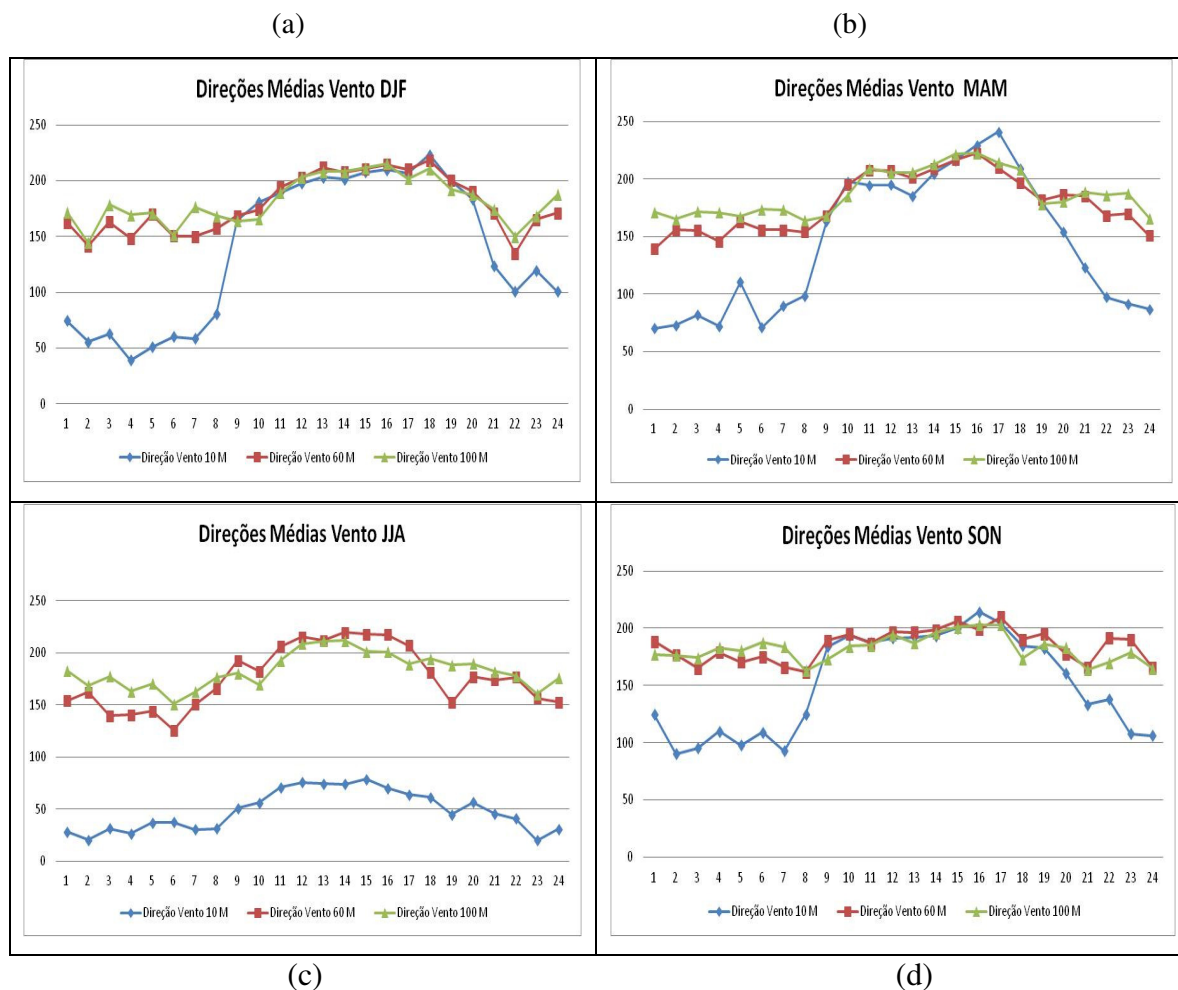 (a) (b)
Direções Médias Vento DJF
250
200
150
100
50
0
1 2 3 4 5 6 7 8 9 10 11 12 13 14 15 16 17 18 19 20 21 22 23 24
Direção Vento 10 M Direção Vento 60 M Direção Vento 100 M
Direções Médias Vento MAM
250
200
150
100
50
0
1 2 3 4 5 6 7 8 9 10 11 12 13 14 15 16 17 18 19 20 21 22 23 24
Direção Vento 10 M Direção Vento 60 M Direção Vento 100 M
Direções Médias Vento JJA
250
200
150
100
50
0
1 2 3 4 5 6 7 8 9 10 11 12 13 14 15 16 17 18 19 20 21 22 23 24
Direção Vento 10 M Direção Vento 60 M Direção Vento 100 M
Direções Médias Vento SON
250
200
150
100
50
0
1 2 3 4 5 6 7 8 9 10 11 12 13 14 15 16 17 18 19 20 21 22 23 24
Direção Vento 10 M Direção Vento 60 M Direção Vento 100 M
(c) (d)